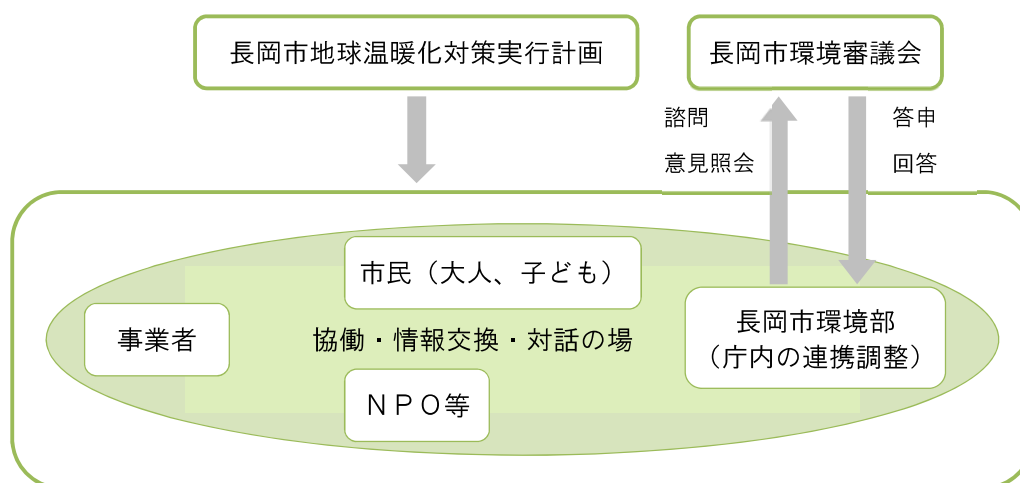 長岡市地球温暖化対策実行計画
長岡市環境審議会
諮問
意見照会
答申
回答
市民（大人、子ども）
事業者
協働・情報交換・対話の場
長岡市環境部
（庁内の連携調整）
ＮＰＯ等